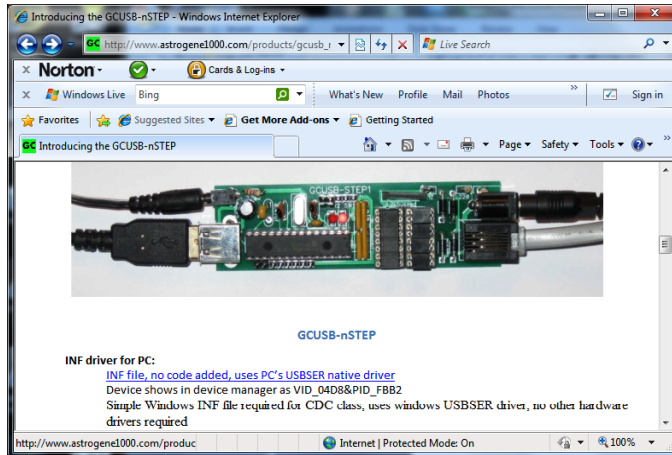 Introducing the GCUSB-nSTEP - Windows Internet Explorer
GC http://www.astrogene1000.com/products/gcusb_r
Live Search
x Norton
Cards & Log-ins
x Windows Live Bing What's New Profile Mail Photos » Sign in
Favorites Suggested Sites Get More Add-ons Getting Started
GC Introducing the GCUSB-nSTEP Page Safety Tools »
GCUSB-STEP1
GCUSB-nSTEP
INF driver for PC:
INF file, no code added, uses PC's USBSER native driver
Device shows in device manager as VID_04D8&PID_FBB2
Simple Windows INF file required for CDC class, uses windows USBSER driver, no other hardware
drivers required
http://www.astrogene1000.com/produc Internet | Protected Mode: On 100%